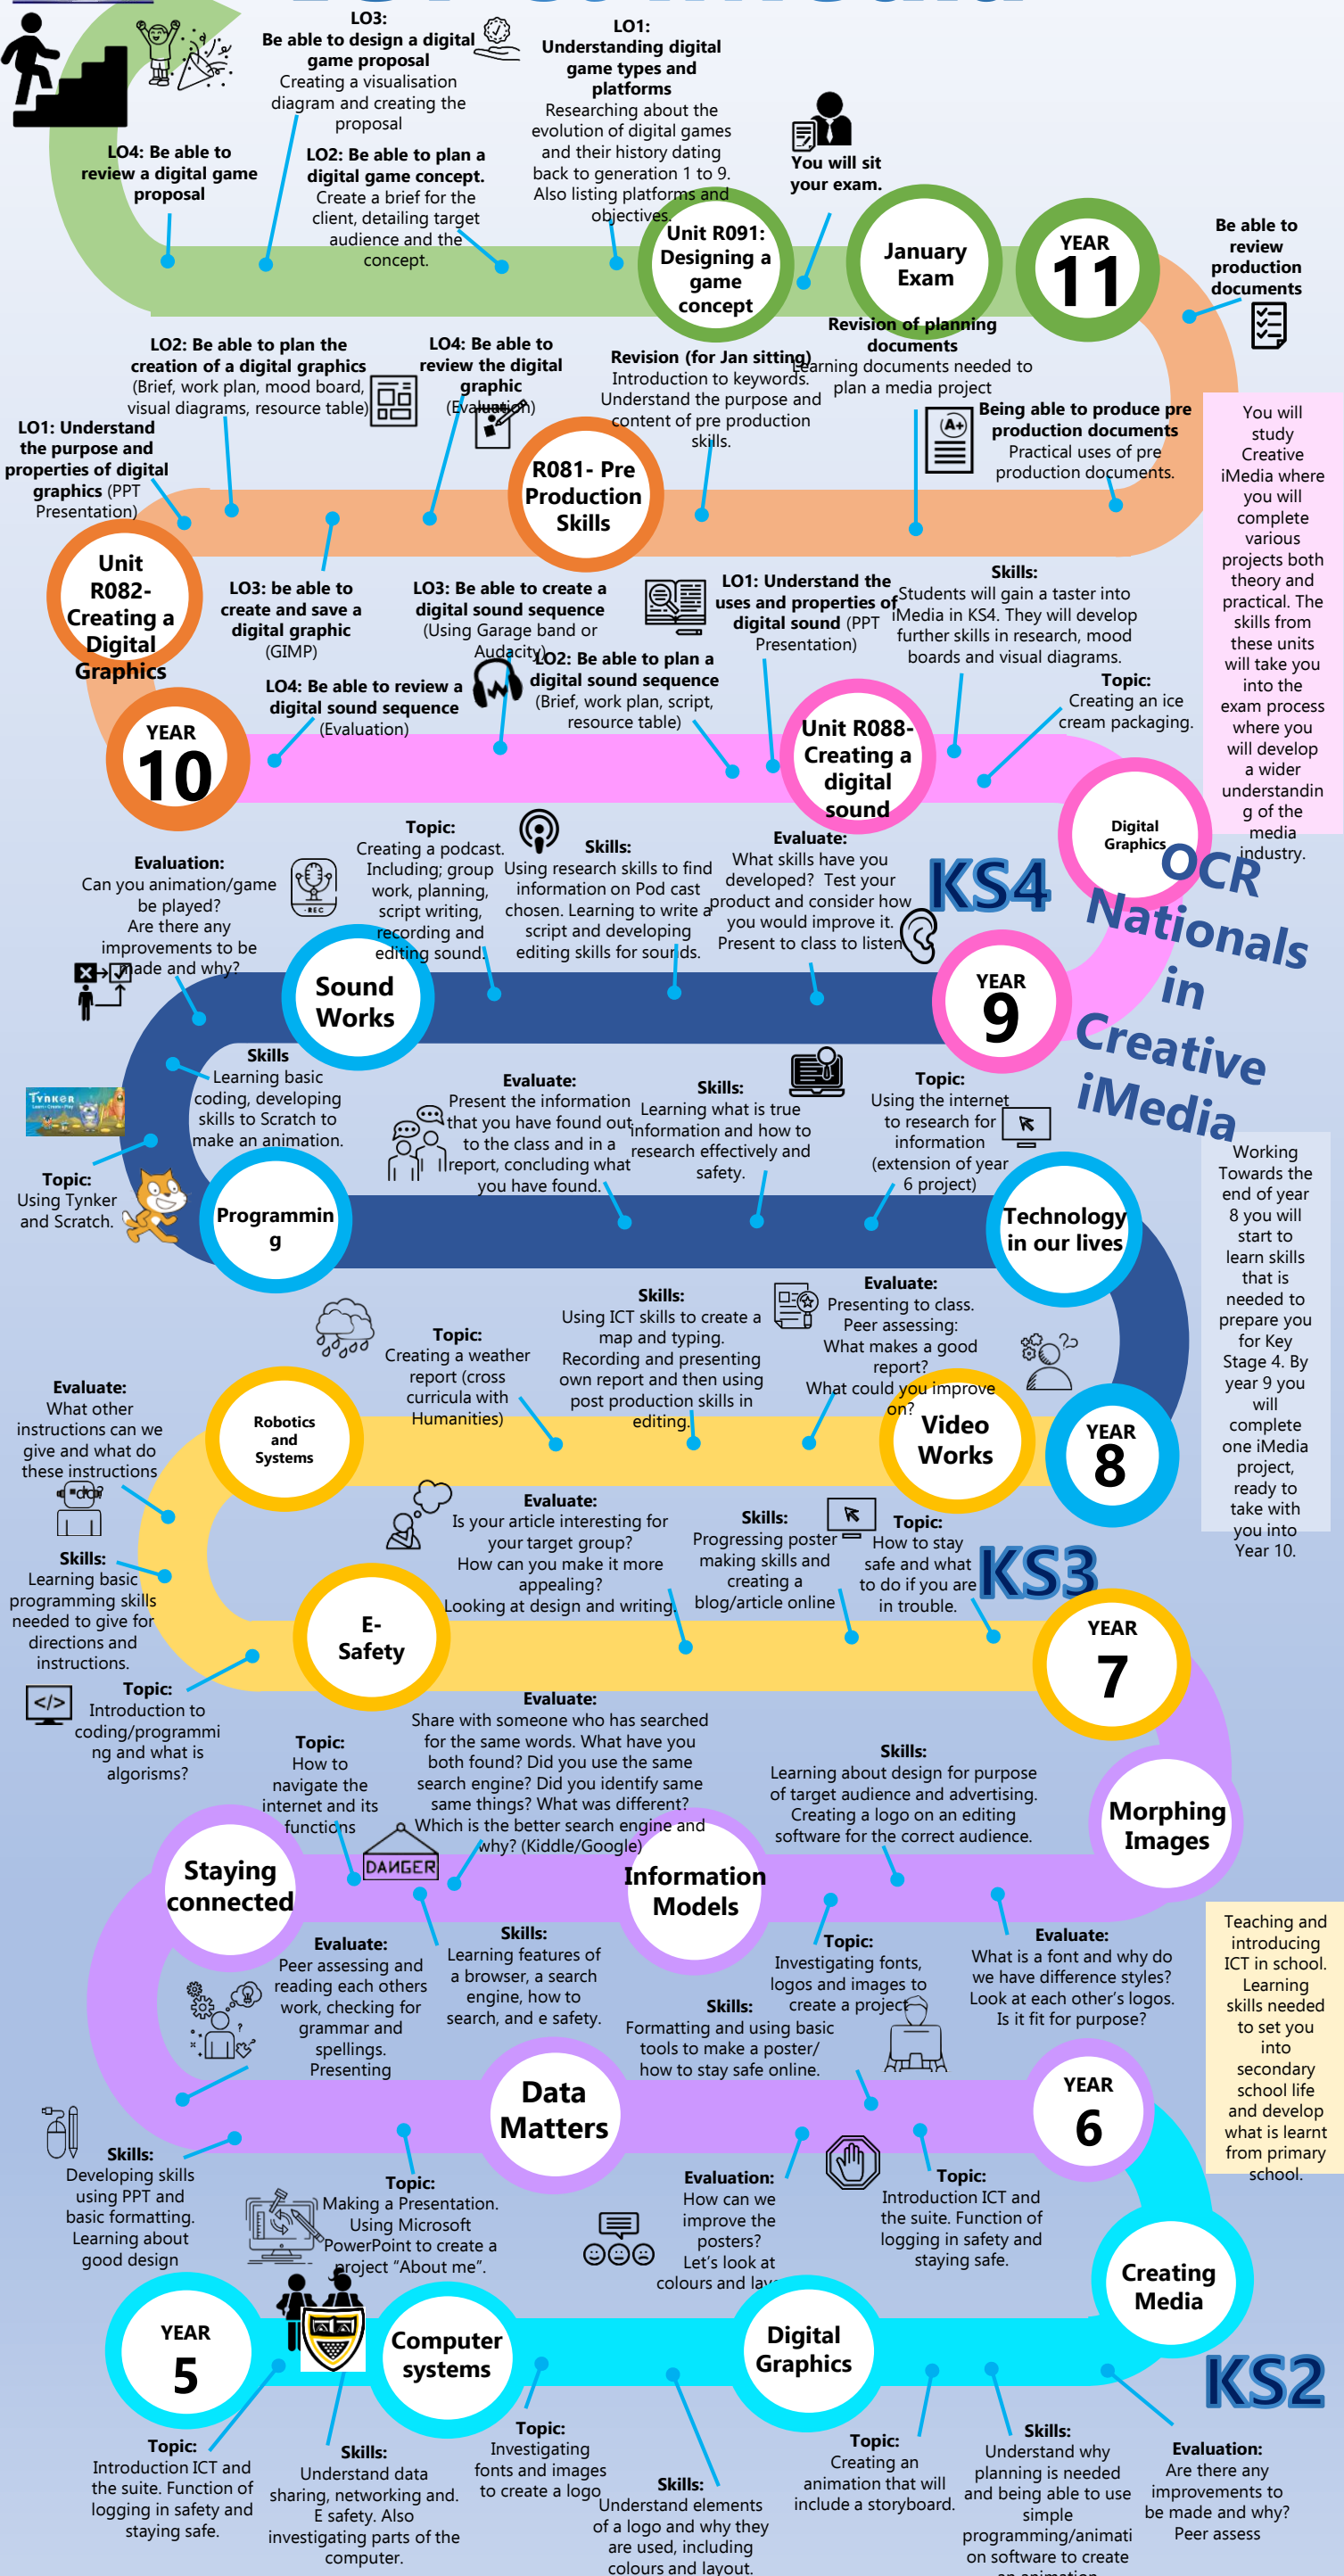 LO3:
Be able to design a digital
game proposal
Creating a visualisation
diagram and creating the
proposal
LO1:
Understanding digital
game types and
platforms
Researching about the
evolution of digital games
and their history dating
back to generation 1 to 9.
Also listing platforms and
objectives.
LO4: Be able to
review a digital game
proposal
LO2: Be able to plan a
digital game concept.
Create a brief for the
client, detailing target
audience and the
concept.
You will sit
your exam.
Unit R091:
Designing a
game
concept
January
Exam
YEAR
11
Be able to
review
production
documents
LO2: Be able to plan the
creation of a digital graphics
(Brief, work plan, mood board,
visual diagrams, resource table)
LO4: Be able to
review the digital
graphic
(Evaluation)
Revision (for Jan sitting)
Introduction to keywords.
Understand the purpose and
content of pre production
skills.
Revision of planning
documents
Learning documents needed to
plan a media project
A+
Being able to produce pre
production documents
Practical uses of pre
production documents.
You will
study
Creative
iMedia where
you will
complete
various
projects both
theory and
practical. The
skills from
these units
will take you
into the
exam process
where you
will develop
a wider
understandin
g of the
media
industry.
LO1: Understand
the purpose and
properties of digital
graphics (PPT
Presentation)
R081- Pre
Production
Skills
Unit
R082-
Creating a
Digital
Graphics
LO3: be able to
create and save a
digital graphic
(GIMP)
LO3: Be able to create a
digital sound sequence
(Using Garage band or
Audacity)
LO1: Understand the
uses and properties of
digital sound (PPT
Presentation)
Skills:
Students will gain a taster into
iMedia in KS4. They will develop
further skills in research, mood
boards and visual diagrams.
LO4: Be able to review a
digital sound sequence
(Evaluation)
LO2: Be able to plan a
digital sound sequence
(Brief, work plan, script,
resource table)
Topic:
Creating an ice
cream packaging.
YEAR
10
Unit R088-
Creating a
digital
sound
Digital
Graphics
KS4
OCR
Nationals
in
Creative
iMedia
Evaluation:
Can you animation/game
be played?
Are there any
improvements to be
made and why?
REC
Topic:
Creating a podcast.
Including; group
work, planning,
script writing,
recording and
editing sound.
Skills:
Using research skills to find
information on Pod cast
chosen. Learning to write a
script and developing
editing skills for sounds.
Evaluate:
What skills have you
developed? Test your
product and consider how
you would improve it.
Present to class to listen
Sound
Works
YEAR
9
Skills
Learning basic
coding, developing
skills to Scratch to
make an animation.
Tynker
Learn • Create • Play
Topic:
Using Tynker
and Scratch.
Evaluate:
Present the information
that you have found out
to the class and in a
report, concluding what
you have found.
Skills:
Learning what is true
information and how to
research effectively and
safety.
Topic:
Using the internet
to research for
information
(extension of year
6 project)
Programmin
g
Technology
in our lives
Working
Towards the
end of year
8 you will
start to
learn skills
that is
needed to
prepare you
for Key
Stage 4. By
year 9 you
will
complete
one iMedia
project,
ready to
take with
you into
Year 10.
Topic:
Creating a weather
report (cross
curricula with
Humanities)
Skills:
Using ICT skills to create a
map and typing.
Recording and presenting
own report and then using
post production skills in
editing.
Evaluate:
Presenting to class.
Peer assessing:
What makes a good
report?
What could you improve
on?
Evaluate:
What other
instructions can we
give and what do
these instructions
do?
Robotics
and
Systems
Video
Works
YEAR
8
Evaluate:
Is your article interesting for
your target group?
How can you make it more
appealing?
Looking at design and writing.
Skills:
Progressing poster
making skills and
creating a
blog/article online
Topic:
How to stay
safe and what
to do if you are
in trouble.
KS3
Skills:
Learning basic
programming skills
needed to give for
directions and
instructions.
E-
Safety
YEAR
7
</>
Topic:
Introduction to
coding/programmi
ng and what is
algorisms?
Topic:
How to
navigate the
internet and its
functions
DANGER
Evaluate:
Share with someone who has searched
for the same words. What have you
both found? Did you use the same
search engine? Did you identify same
same things? What was different?
Which is the better search engine and
why? (Kiddle/Google)
Skills:
Learning about design for purpose
of target audience and advertising.
Creating a logo on an editing
software for the correct audience.
Morphing
Images
Staying
connected
Information
Models
Evaluate:
Peer assessing and
reading each others
work, checking for
grammar and
spellings.
Presenting
Skills:
Learning features of
a browser, a search
engine, how to
search, and e safety.
Topic:
Investigating fonts,
logos and images to
create a project
Evaluate:
What is a font and why do
we have difference styles?
Look at each other's logos.
Is it fit for purpose?
Teaching and
introducing
ICT in school.
Learning
skills needed
to set you
into
secondary
school life
and develop
what is learnt
from primary
school.
Skills:
Formatting and using basic
tools to make a poster/
how to stay safe online.
Data
Matters
YEAR
6
Skills:
Developing skills
using PPT and
basic formatting.
Learning about
good design
Topic:
Making a Presentation.
Using Microsoft
PowerPoint to create a
project “About me”.
Evaluation:
How can we
improve the
posters?
Let's look at
colours and
Topic:
Introduction ICT and
the suite. Function of
logging in safety and
staying safe.
Creating
Media
YEAR
5
Computer
systems
Digital
Graphics
KS2
Topic:
Introduction ICT and
the suite. Function of
logging in safety and
staying safe.
Skills:
Understand data
sharing, networking and.
E safety. Also
investigating parts of the
computer.
Topic:
Investigating
fonts and images
to create a logo
Skills:
Understand elements
of a logo and why they
are used, including
colours and layout.
Topic:
Creating an
animation that will
include a storyboard.
Skills:
Understand why
planning is needed
and being able to use
simple
programming/animati
on software to create
an animation
Evaluation:
Are there any
improvements to
be made and why?
Peer assess